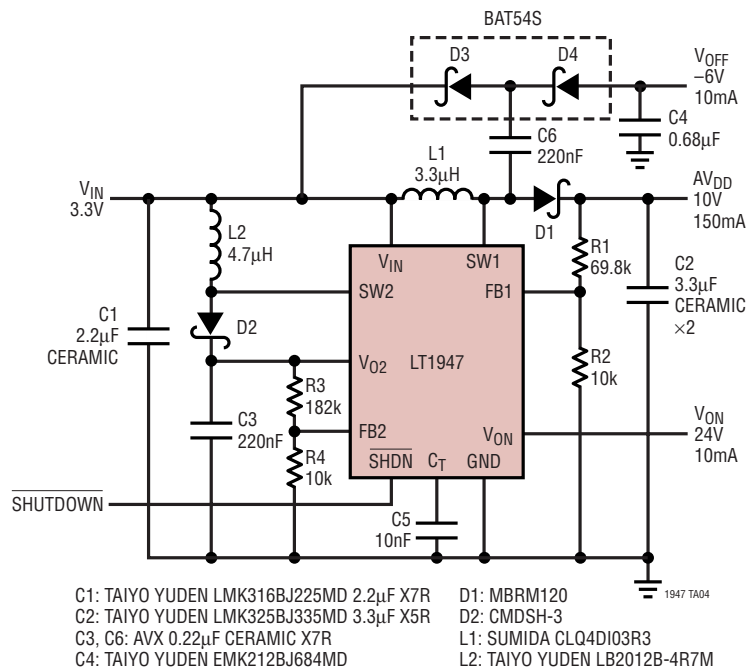 BAT54S
D3
D4
VOFF
–6V
10mA
C4
0.68µF
C6
220nF
L1
3.3µH
VIN
3.3V
AVDD
10V
150mA
D1
L2
4.7µH
VIN
SW1
R1
69.8k
C2
3.3µF
CERAMIC
×2
SW2
FB1
C1
2.2µF
CERAMIC
D2
VO2
LT1947
R2
10k
R3
182k
C3
220nF
FB2
VON
VON
24V
10mA
R4
10k
SHDN
CT
GND
SHUTDOWN
C5
10nF
1947 TA04
C1: TAIYO YUDEN LMK316BJ225MD 2.2µF X7R
C2: TAIYO YUDEN LMK325BJ335MD 3.3µF X5R
C3, C6: AVX 0.22µF CERAMIC X7R
C4: TAIYO YUDEN EMK212BJ684MD
D1: MBRM120
D2: CMDSH-3
L1: SUMIDA CLQ4DI03R3
L2: TAIYO YUDEN LB2012B-4R7M